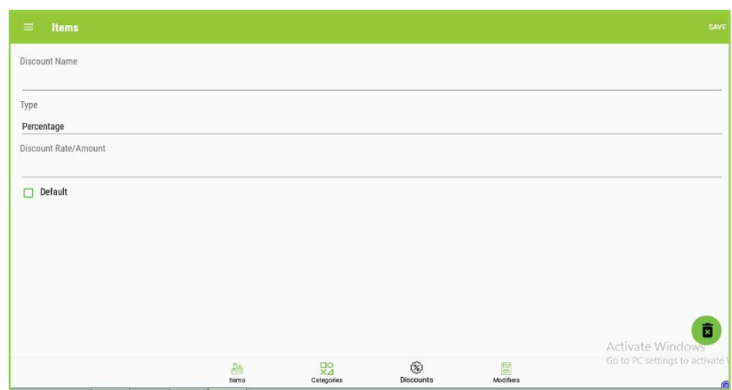 Items
SAVE
Discount Name
Type
Percentage
Discount Rate/Amount
Default
Activate Windows
Go to PC settings to activate
Items
Categories
Discounts
Modifiers